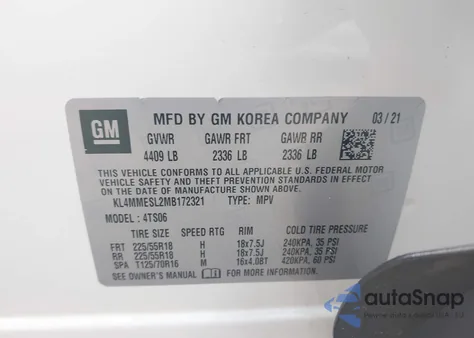 GM
MFD BY GM KOREA COMPANY 03/21
GVWR GAWR FRT GAWR RR
4409 LB 2336 LB 2336 LB
THIS VEHICLE CONFORMS TO ALL APPLICABLE U.S. FEDERAL MOTOR
VEHICLE SAFETY, BUMPER, AND THEFT PREVENTION STANDARDS IN EFFECT ON THE
DATE OF MANUFACTURE SHOWN ABOVE.
KL4MMESL2MB172321 TYPE: MPV
MODEL: 4TS06
TIRE SIZE SPEED RTG RIM COLD TIRE PRESSURE
FRT 225/55R18 H 18x7.5J 240KPA, 35 PSI
RR 225/55R18 H 18x7.5J 240KPA, 35 PSI
SPA T125/70R16 M 16x4.0BT 420KPA, 60 PSI
SEE OWNER'S MANUAL FOR MORE INFORMATION
autoSnap